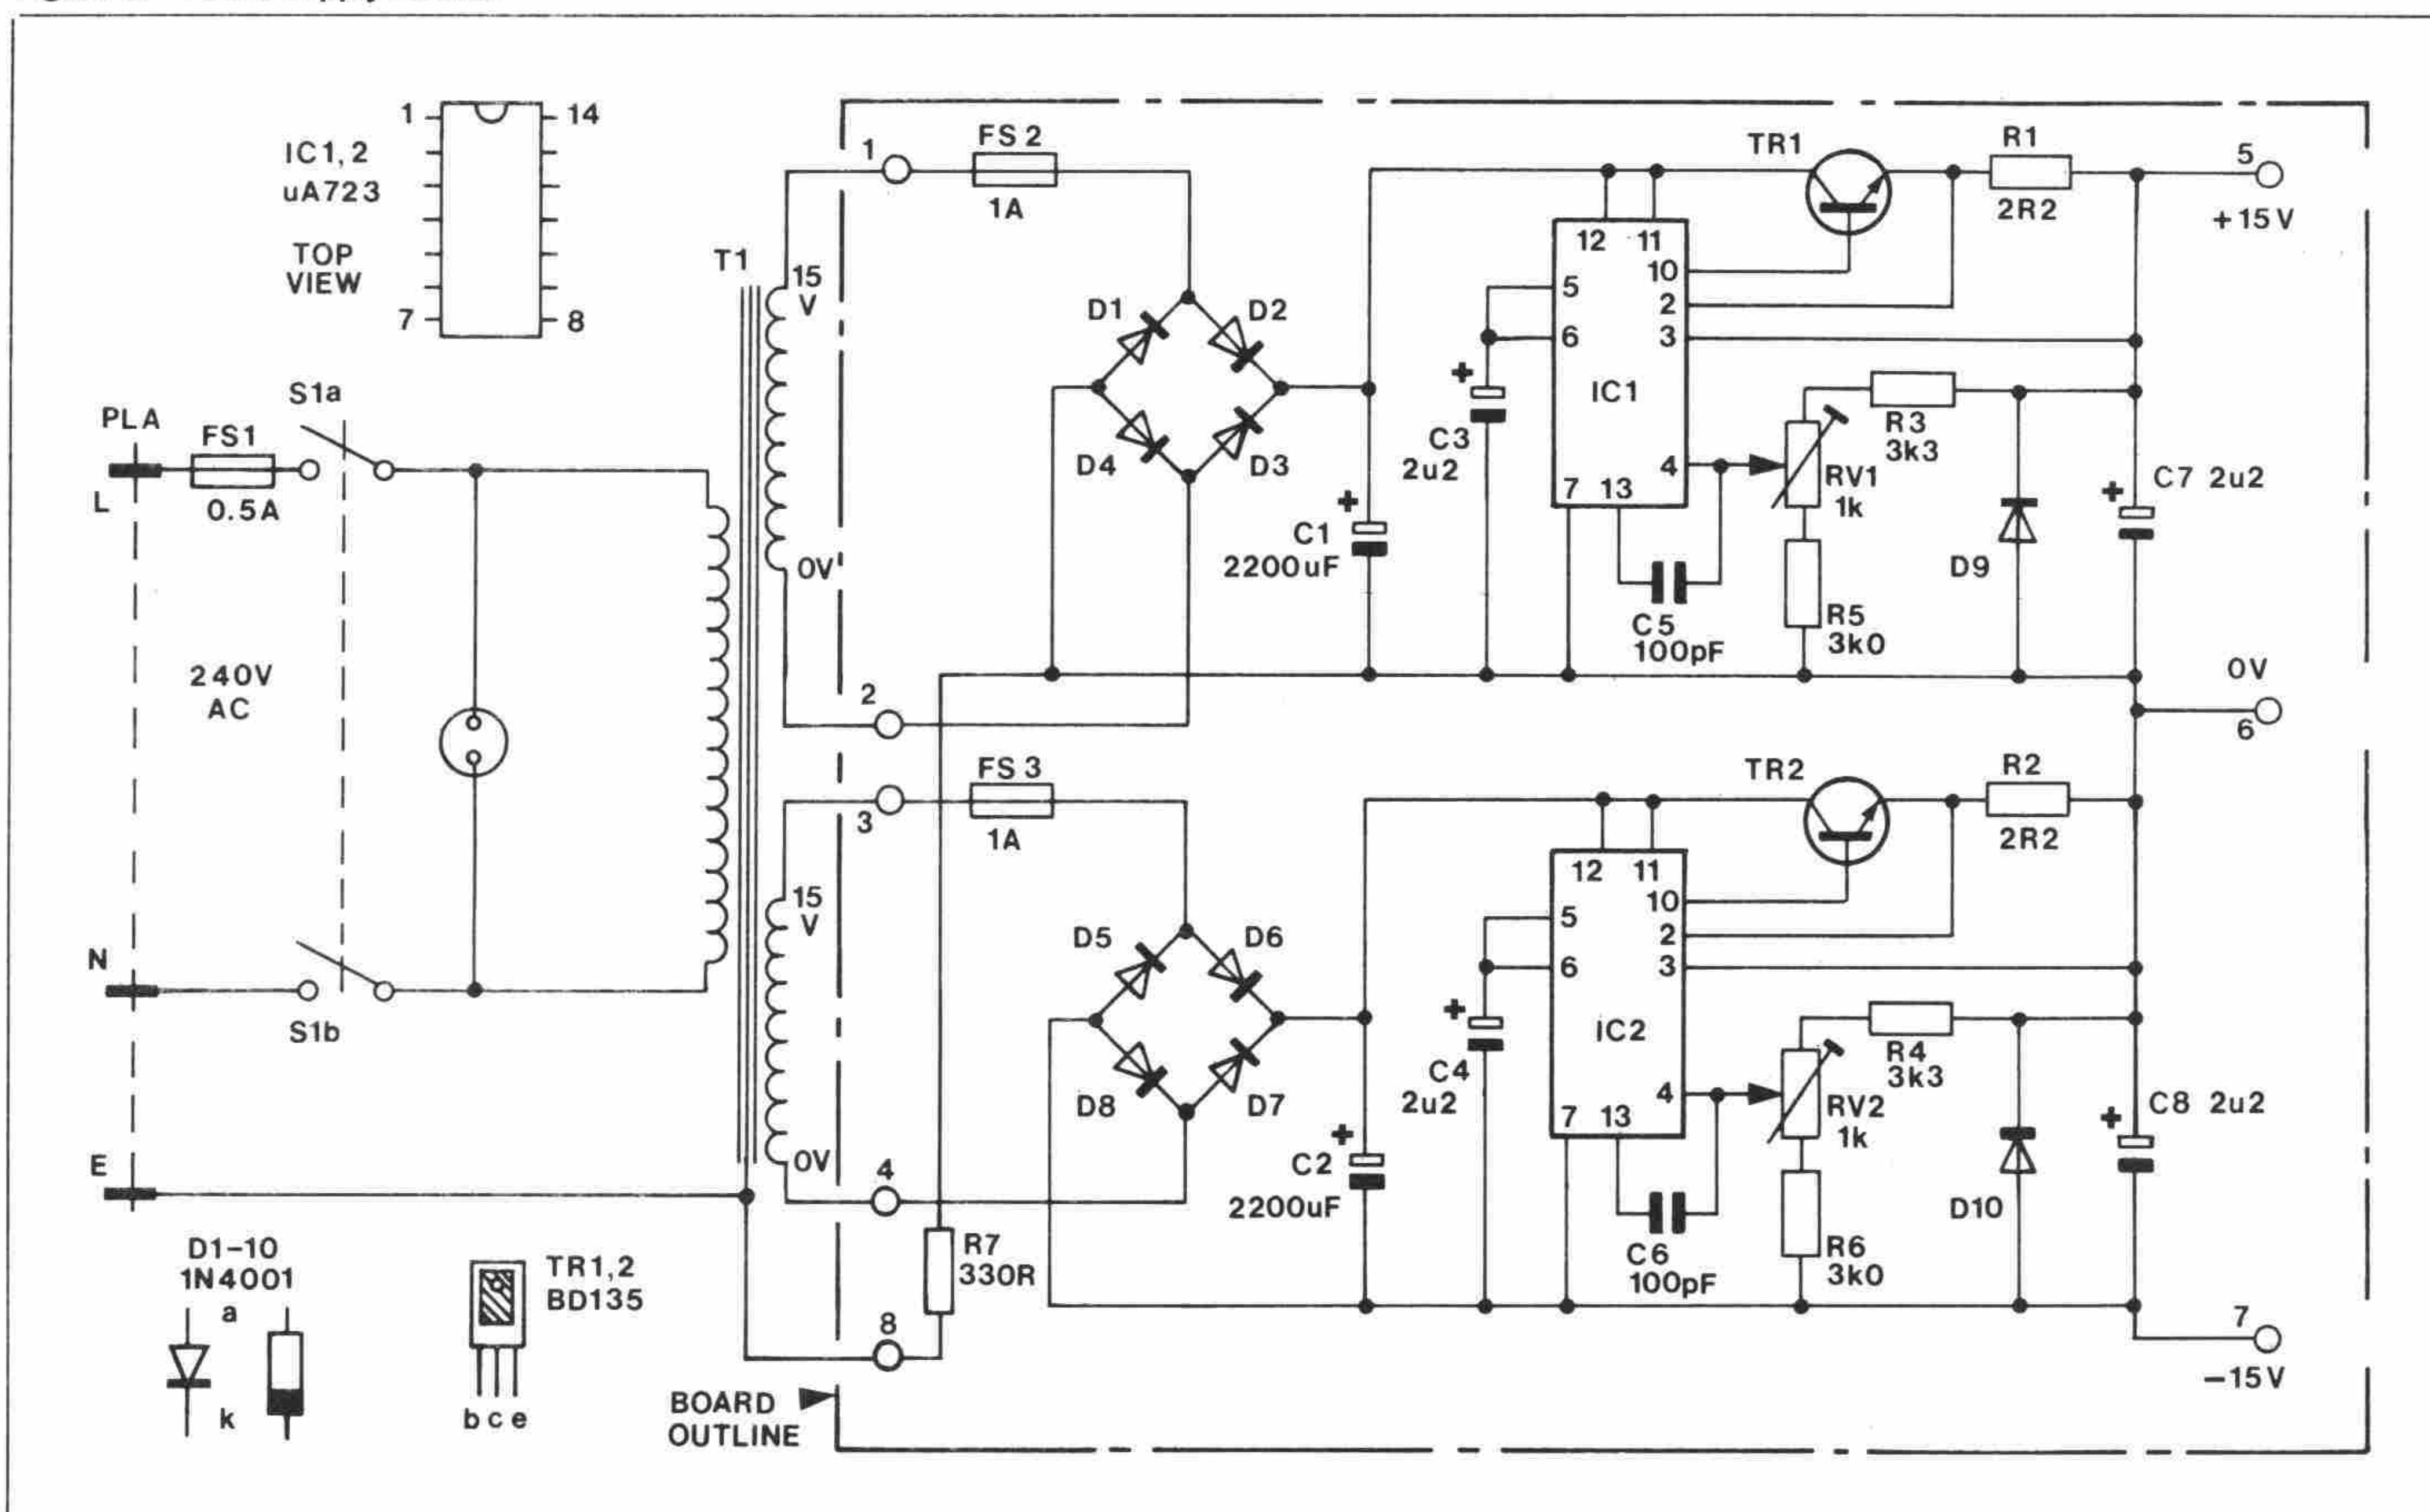 1
14
IC1,2
uA723
TOP
VIEW
7
8
PLA
L
FS1
0.5A
S1a
240V
AC
N
S1b
E
T1
15
V
0V
15
V
0V
1
FS2
1A
D1
D2
D4
D3
C1
2200uF
2
3
FS3
1A
D5
D6
D8
D7
C2
2200uF
4
R7
330R
8
C3
2u2
12
11
10
5
2
6
3
IC1
4
7
13
C5
100pF
TR1
R1
2R2
5
+15V
R3
3k3
RV1
1k
R5
3k0
D9
C7 2u2
0V
6
TR2
R2
2R2
12
11
10
5
2
6
3
IC2
4
7
13
C4
2u2
C6
100pF
R4
3k3
RV2
1k
R6
3k0
D10
C8 2u2
7
-15V
D1-10
1N4001
a
k
TR1,2
BD135
b c e
BOARD
OUTLINE